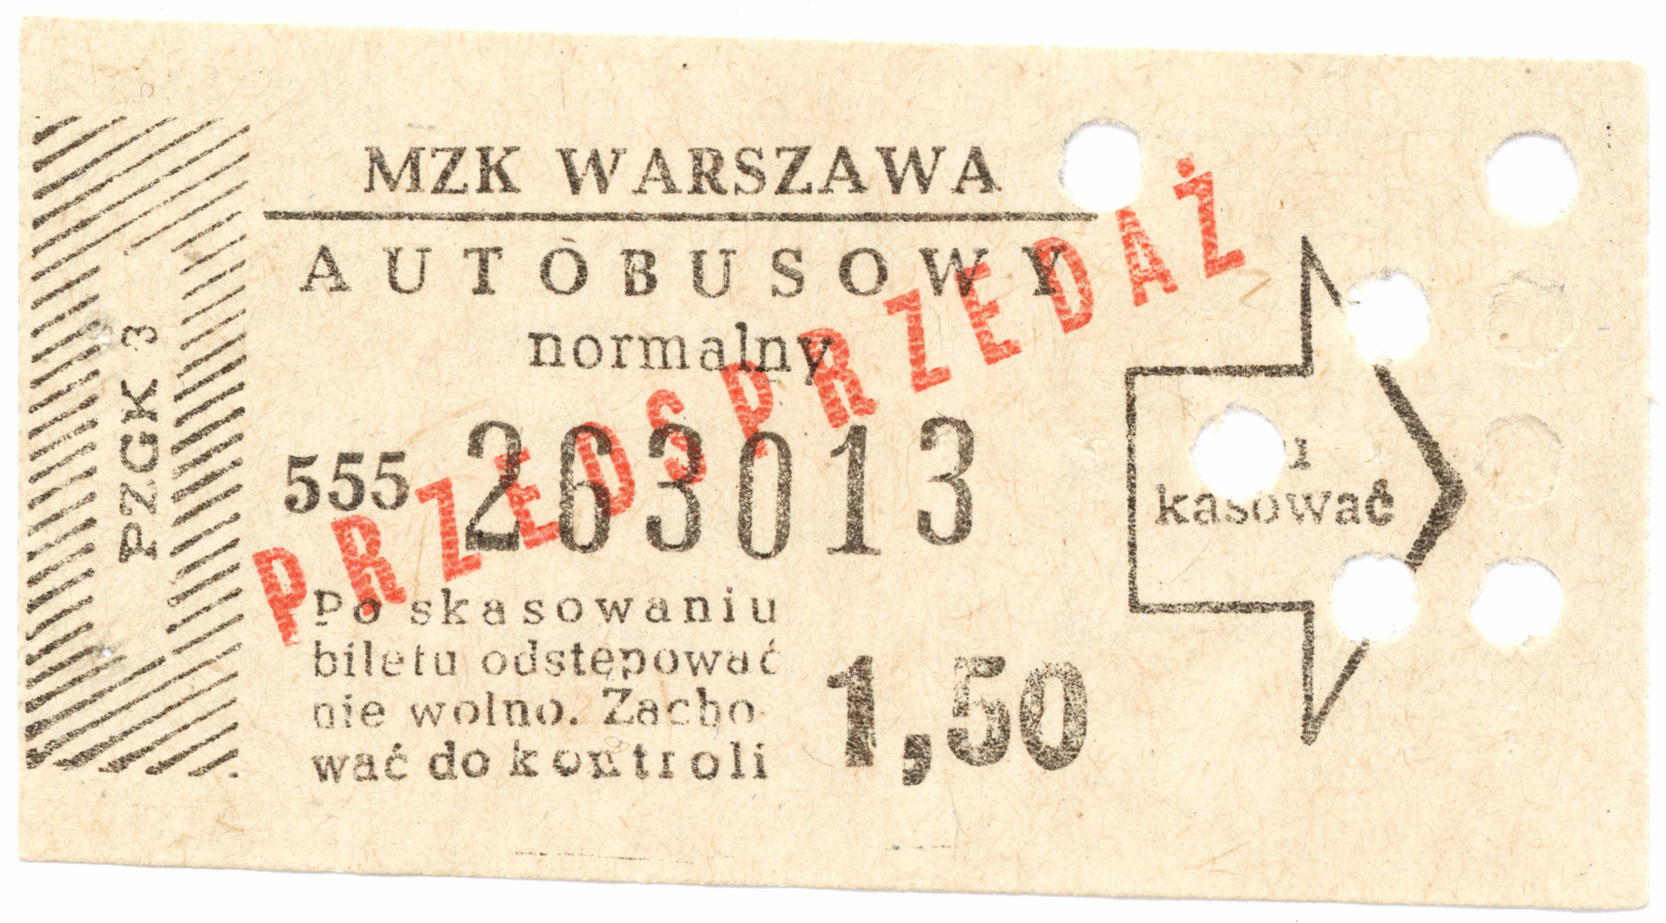 MZK WARSZAWA
AUTOBUSOWY
normalny
555 263013
PRZEDSPRZEDAŻ
Po skasowaniu
biletu odstępować
nie wolno. Zacho-
wać do kontroli
1,50
kasować
PZGK 3